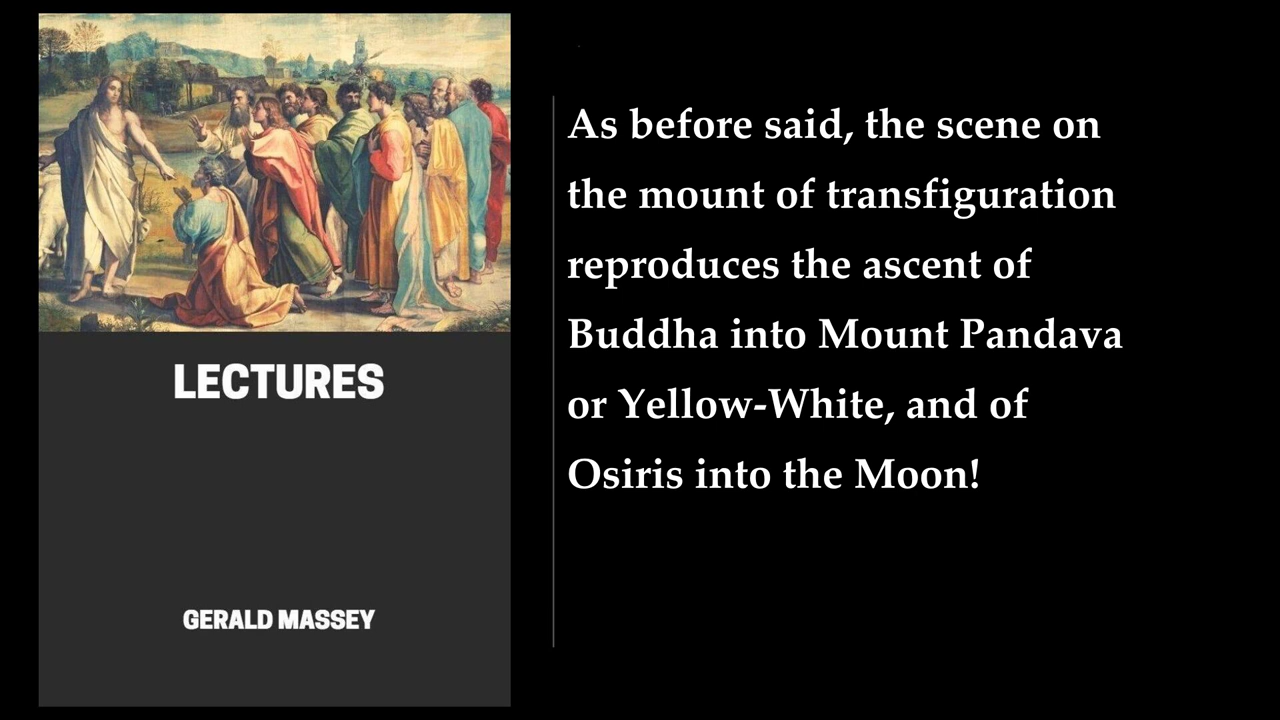 LECTURES
GERALD MASSEY
As before said, the scene on
the mount of transfiguration
reproduces the ascent of
Buddha into Mount Pandava
or Yellow-White, and of
Osiris into the Moon!